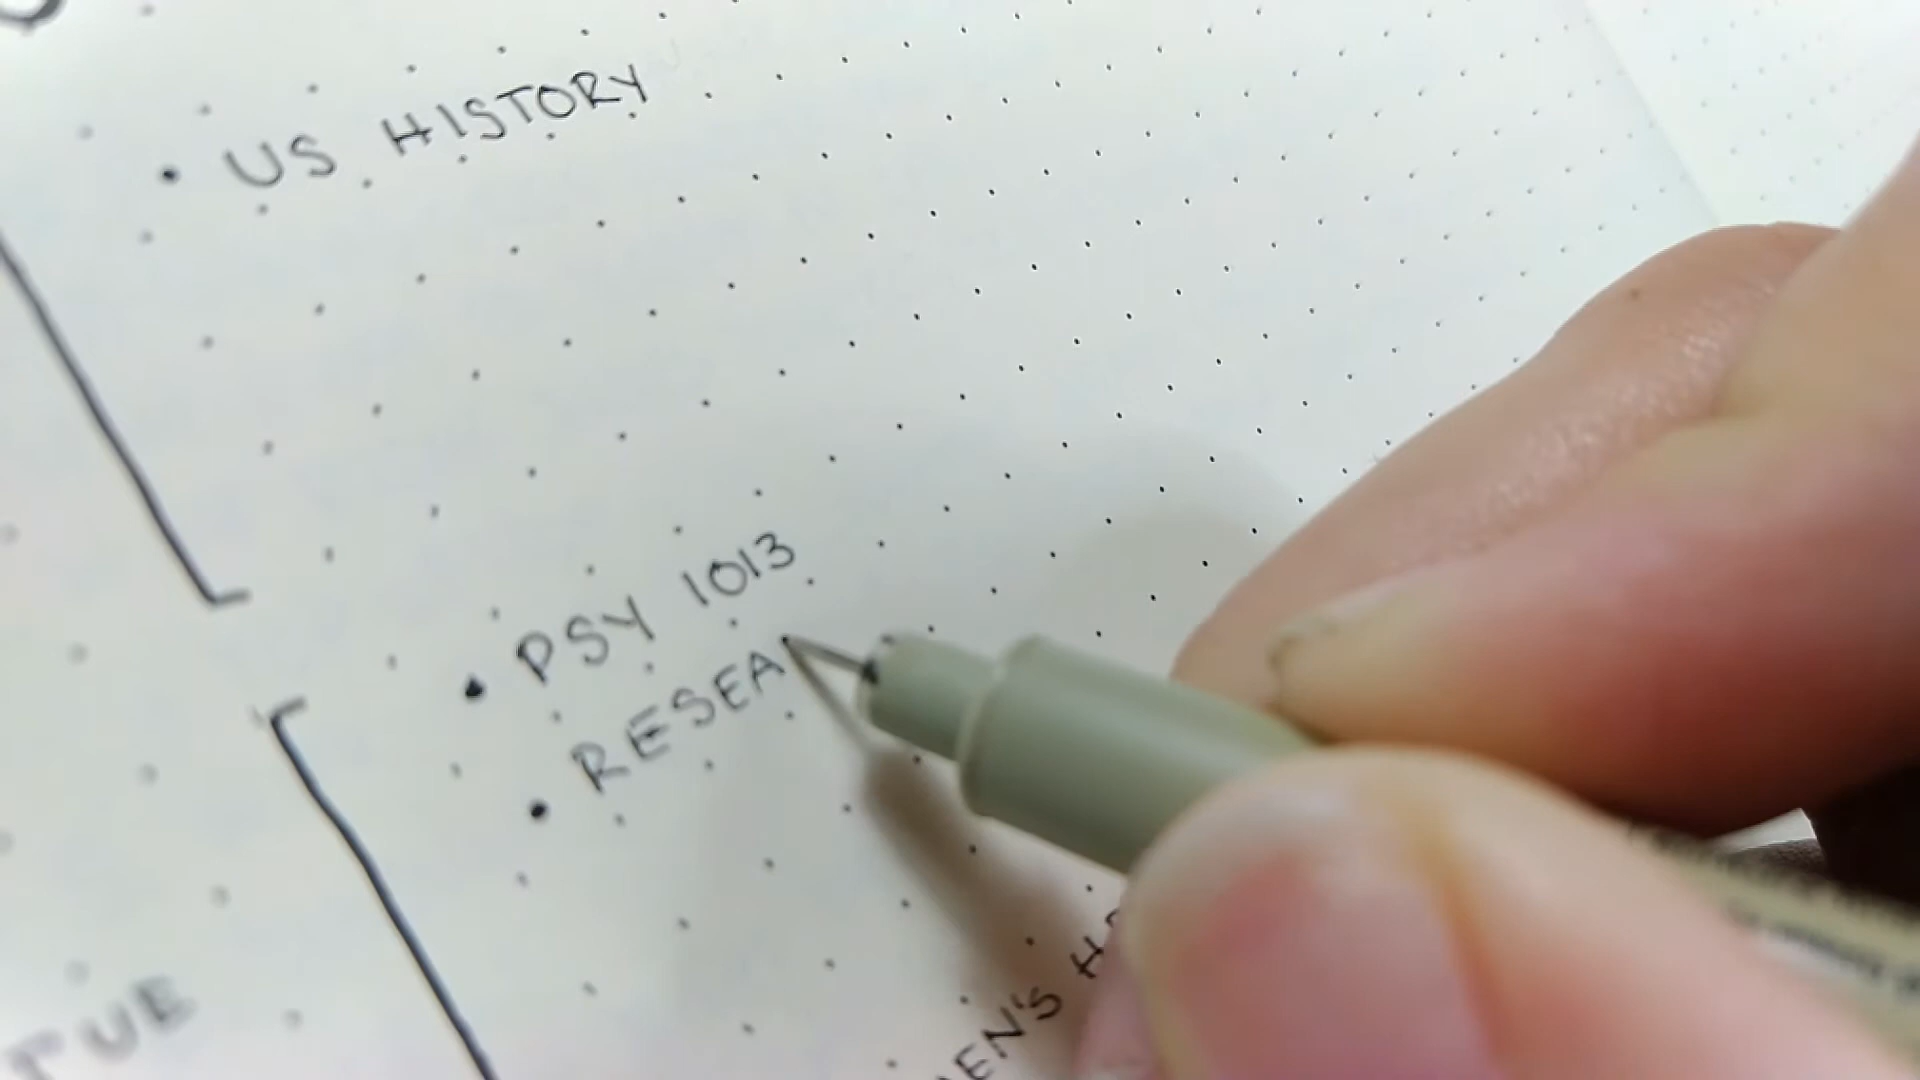 • US HISTORY
• PSY 1013
• RESEA
TUE